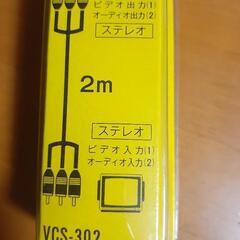 ビデオ出力(1)
オーディオ出力(2)
ステレオ
2m
ステレオ
ビデオ入力(1)
オーディオ入力(2)
VCS-302